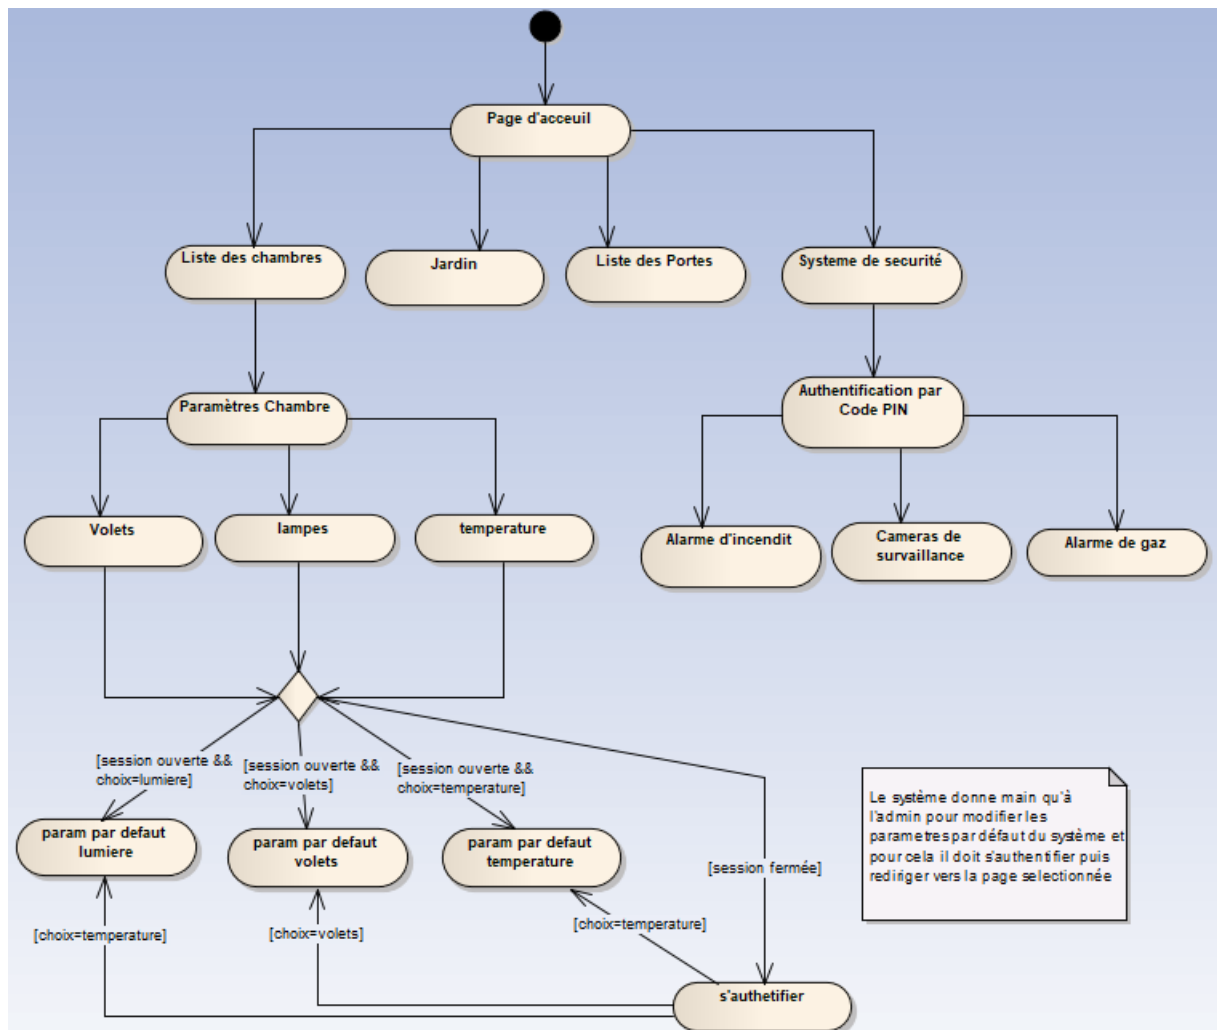 Page d'acceuil
Liste des chambres
Jardin
Liste des Portes
Systeme de securité
Paramètres Chambre
Authentification par
Code PIN
Volets
lampes
temperature
Alarme d'incendit
Cameras de
survaillance
Alarme de gaz
[session ouverte &&
choix=lumiere]
[session ouverte &&
choix=volets]
[session ouverte &&
choix=temperature]
param par defaut
lumiere
param par defaut
volets
param par defaut
temperature
[session fermée]
Le système donne main qu'à
l'admin pour modifier les
parametres par défaut du système et
pour cela il doit s'authentifier puis
rediriger vers la page selectionnée
[choix=temperature]
[choix=volets]
[choix=temperature]
s'authetifier